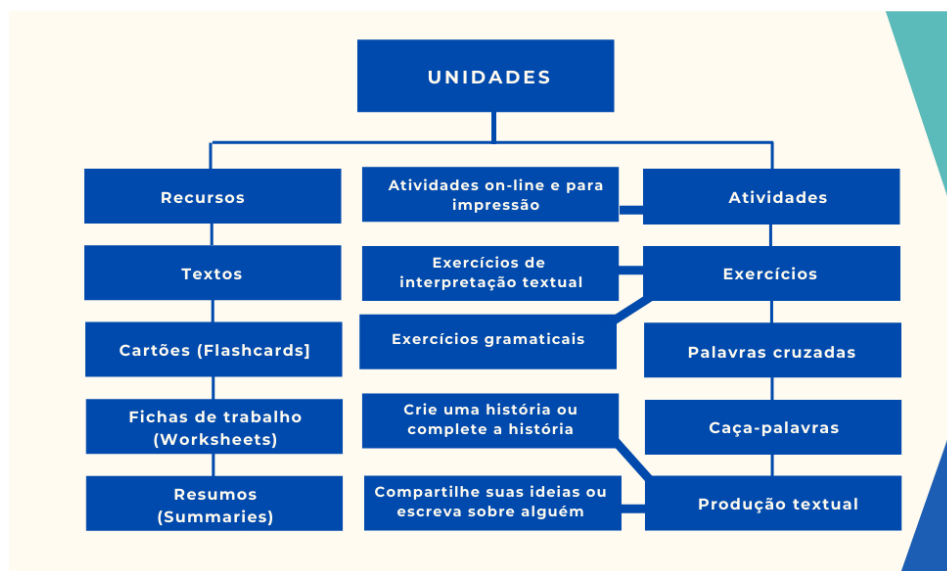 UNIDADES
Recursos
Textos
Cartões (Flashcards]
Fichas de trabalho
(Worksheets)
Resumos
(Summaries)
Atividades on-line e para
impressão
Exercícios de
interpretação textual
Exercícios gramaticais
Crie uma história ou
complete a história
Compartilhe suas ideias ou
escreva sobre alguém
Atividades
Exercícios
Palavras cruzadas
Caça-palavras
Produção textual